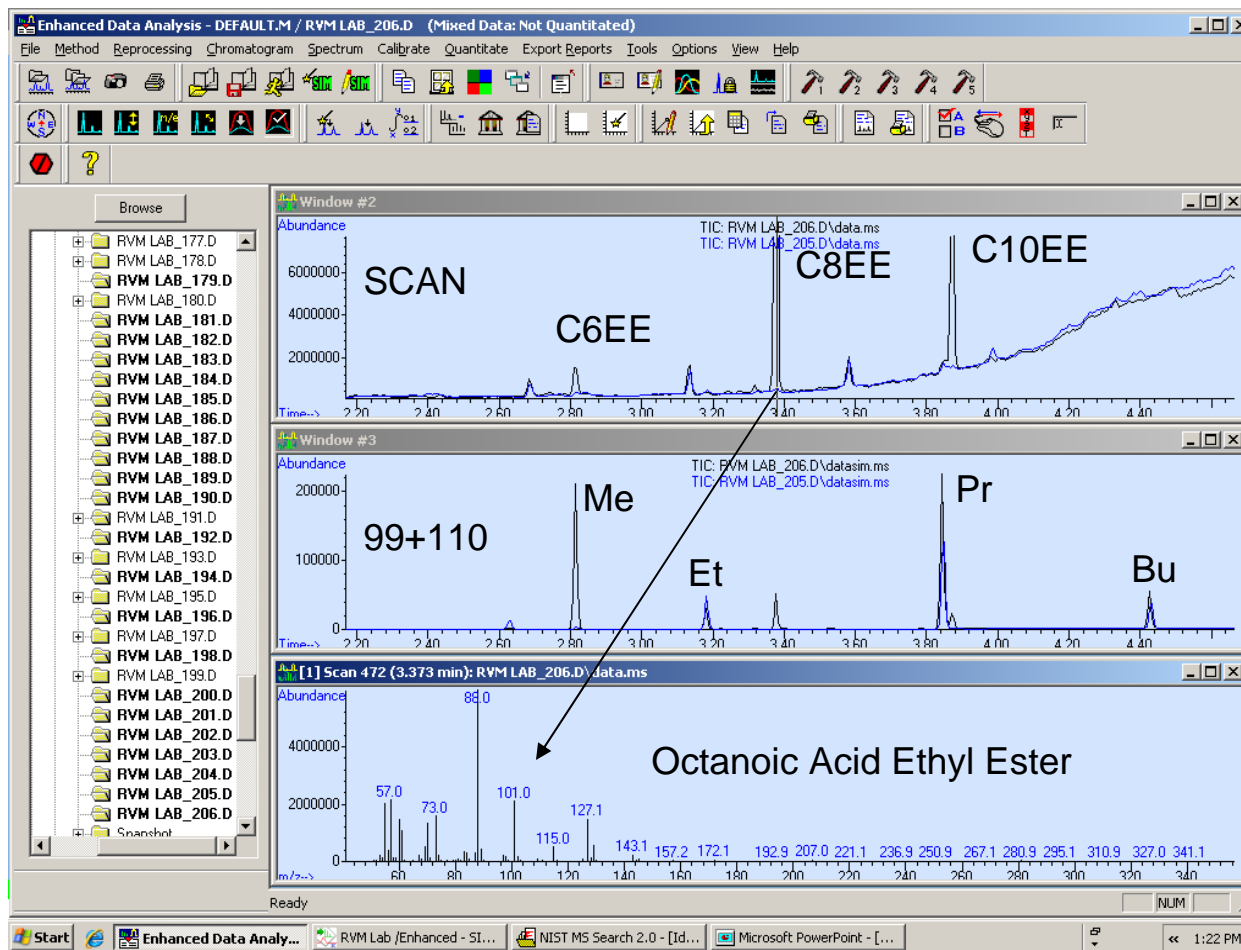 Enhanced Data Analysis - DEFAULT.M / RVM LAB_206.D (Mixed Data: Not Quantitated)
File Method Reprocessing Chromatogram Spectrum Calibrate Quantitate Export Reports Tools Options View Help
Browse
RVM LAB_177.D
RVM LAB_178.D
RVM LAB_179.D
RVM LAB_180.D
RVM LAB_181.D
RVM LAB_182.D
RVM LAB_183.D
RVM LAB_184.D
RVM LAB_185.D
RVM LAB_186.D
RVM LAB_187.D
RVM LAB_188.D
RVM LAB_189.D
RVM LAB_190.D
RVM LAB_191.D
RVM LAB_192.D
RVM LAB_193.D
RVM LAB_194.D
RVM LAB_195.D
RVM LAB_196.D
RVM LAB_197.D
RVM LAB_198.D
RVM LAB_199.D
RVM LAB_200.D
RVM LAB_201.D
RVM LAB_202.D
RVM LAB_203.D
RVM LAB_204.D
RVM LAB_205.D
RVM LAB_206.D
Snapshot
Window #2
Abundance
TIC: RVM LAB_206.D\data.ms
TIC: RVM LAB_205.D\data.ms
SCAN
C6EE
C8EE
C10EE
6000000
4000000
2000000
Time-->
2.20 2.40 2.60 2.80 3.00 3.20 3.40 3.60 3.80 4.00 4.20 4.40
Window #3
Abundance
TIC: RVM LAB_206.D\datasim.ms
TIC: RVM LAB_205.D\datasim.ms
200000
100000
0
99+110
Me
Et
Pr
Bu
Time-->
2.20 2.40 2.60 2.80 3.00 3.20 3.40 3.60 3.80 4.00 4.20 4.40
[1] Scan 472 (3.373 min): RVM LAB_206.D\data.ms
Abundance
88.0
4000000
2000000
0
Octanoic Acid Ethyl Ester
57.0 73.0 101.0 115.0 127.1 143.1 157.2 172.1 192.9 207.0 221.1 236.9 250.9 267.1 280.9 295.1 310.9 327.0 341.1
m/z-->
60 80 100 120 140 160 180 200 220 240 260 280 300 320 340
Ready
NUM
Start
Enhanced Data Analy...
RVM Lab /Enhanced - SI...
NIST MS Search 2.0 - [Id...
Microsoft PowerPoint - [...
1:22 PM